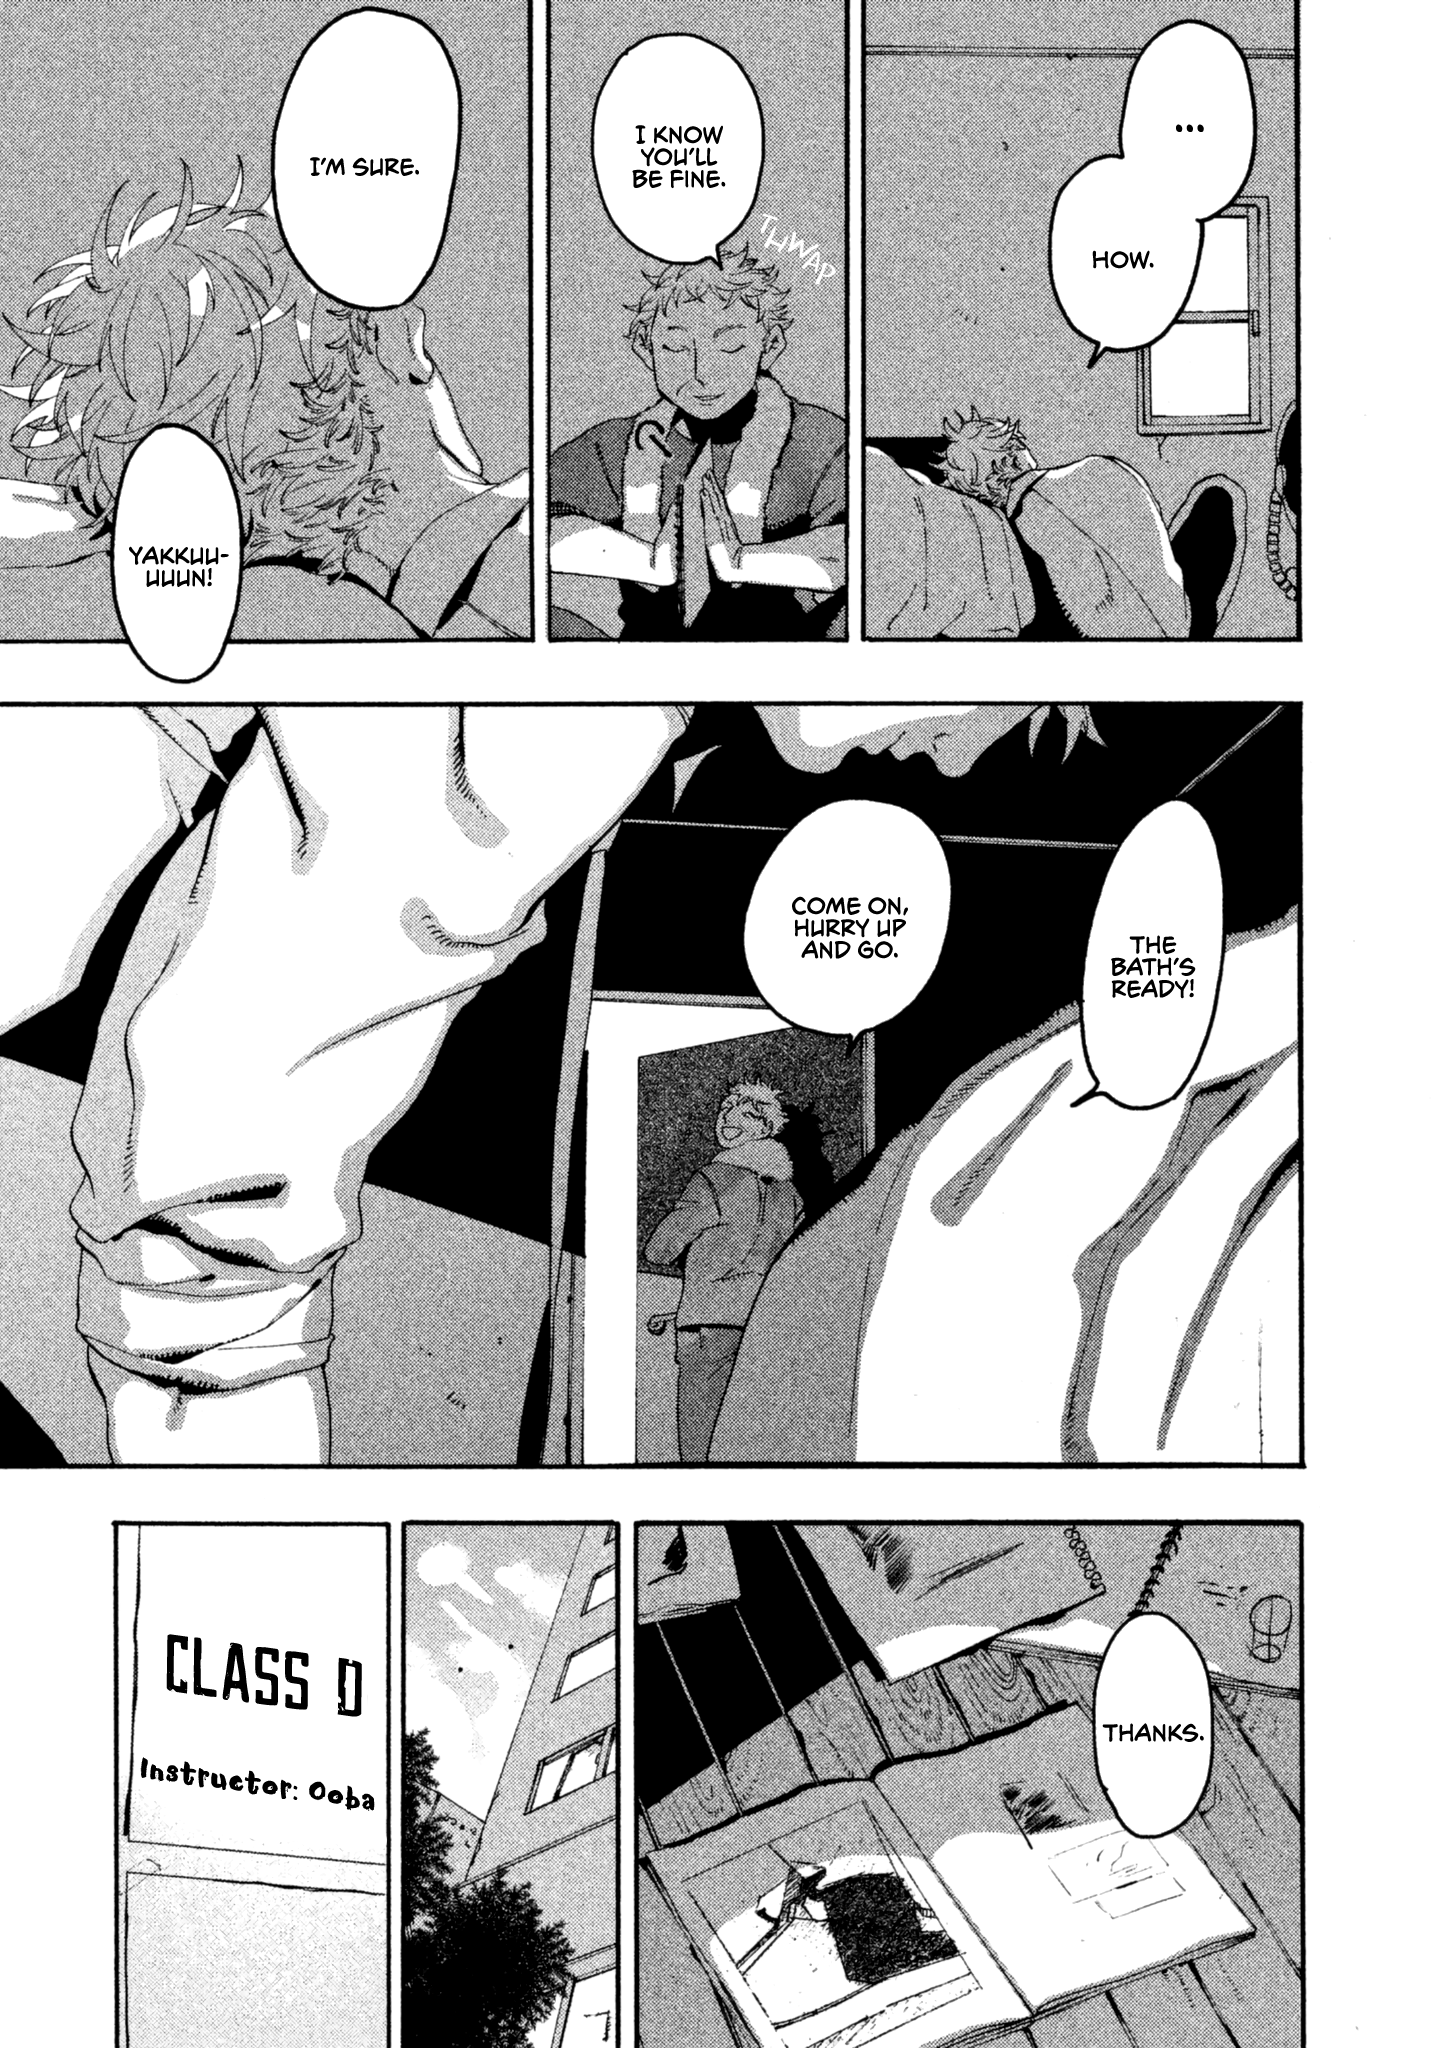 ...
HOW.
I KNOW
YOU'LL
BE FINE.
THWAP
I'M SURE.
YAKKUU-
UUUN!
THE
BATH'S
READY!
COME ON,
HURRY UP
AND GO.
THANKS.
CLASS D
Instructor: Ooba